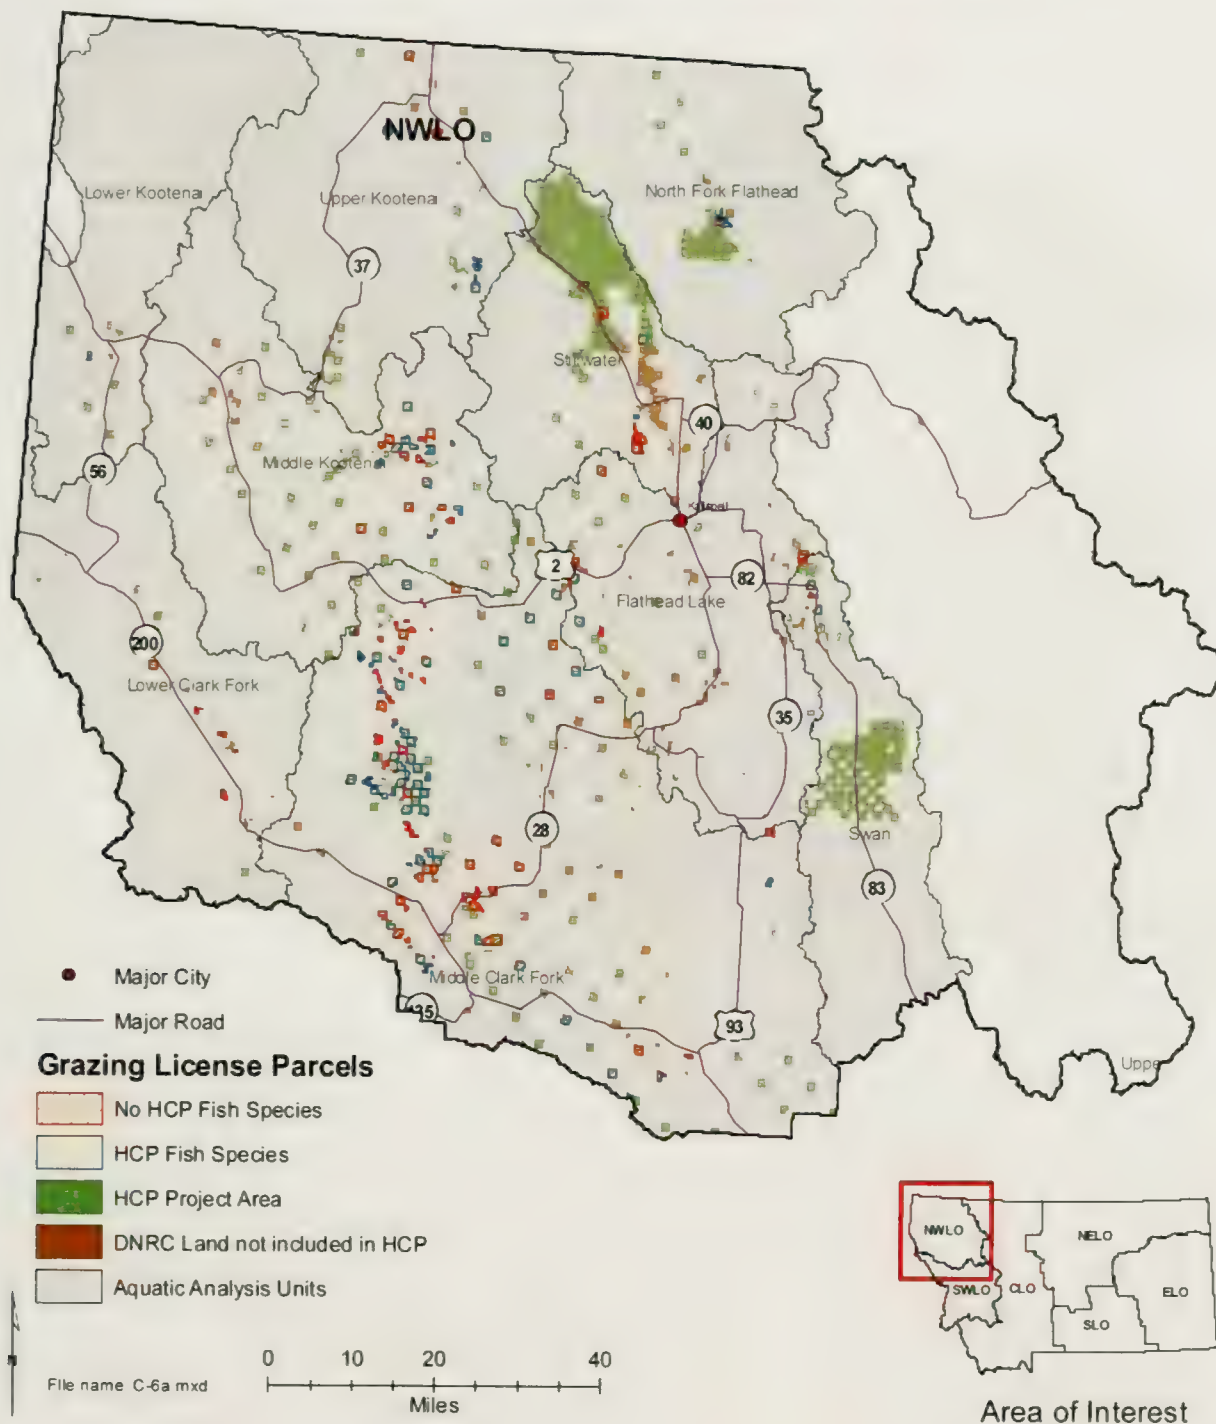 NWLO
Lower Kootenai
Upper Kootenai
North Fork Flathead
37
Stillwater
40
Middle Kootenai
56
Kalispell
2
82
Flathead Lake
200
Lower Clark Fork
35
28
Swan
83
Middle Clark Fork
135
93
Uppe
Major City
Major Road
Grazing License Parcels
No HCP Fish Species
HCP Fish Species
HCP Project Area
DNRC Land not included in HCP
Aquatic Analysis Units
N
File name C-6a mxd
0 10 20 40
Miles
NWLO
NELO
SWLO
CLO
ELO
SLO
Area of Interest